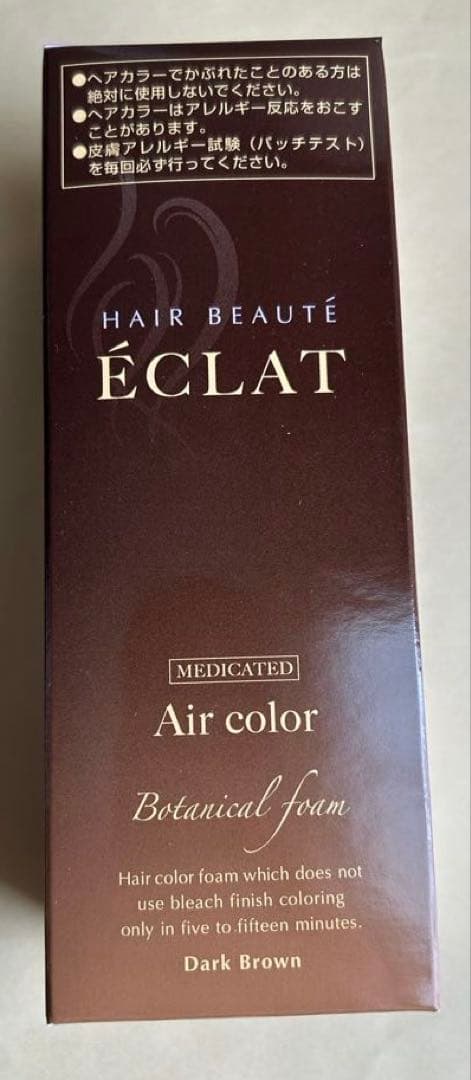 ●ヘアカラーでかぶれたことのある方は
絶対に使用しないでください。
●ヘアカラーはアレルギー反応をおこす
ことがあります。
●皮膚アレルギー試験（パッチテスト）
を毎回必ず行ってください。
HAIR BEAUTÉ
ÉCLAT
MEDICATED
Air color
Botanical foam
Hair color foam which does not
use bleach finish coloring
only in five to fifteen minutes.
Dark Brown